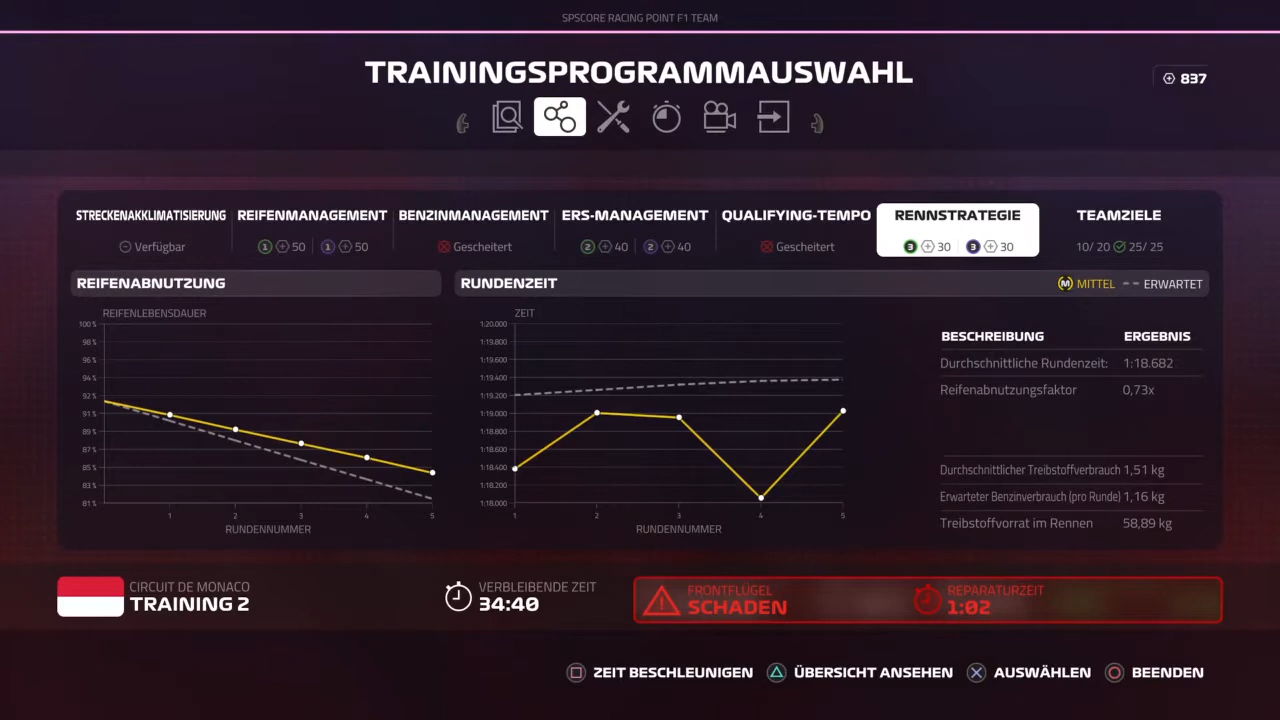 SPSCORE RACING POINT F1 TEAM
TRAININGSPROGRAMMAUSWAHL
837
STRECKENAKKLIMATISIERUNG REIFENMANAGEMENT BENZINMANAGEMENT ERS-MANAGEMENT QUALIFYING-TEMPO RENNSTRATEGIE TEAMZIELE
Verfügbar 1 50 1 50 Gescheitert 2 40 2 40 Gescheitert 3 30 3 30 10/ 20 25/ 25
REIFENABNUTZUNG
REIFENLEBENSDAUER
100 %
98 %
96 %
94 %
92 %
91 %
89 %
87 %
85 %
83 %
81 %
1 2 3 4 5
RUNDENNUMMER
RUNDENZEIT M MITTEL -- ERWARTET
ZEIT
1:20.000
1:19.800
1:19.600
1:19.400
1:19.200
1:19.000
1:18.800
1:18.600
1:18.400
1:18.200
1:18.000
1 2 3 4 5
RUNDENNUMMER
BESCHREIBUNG ERGEBNIS
Durchschnittliche Rundenzeit: 1:18.682
Reifenabnutzungsfaktor 0,73x
Durchschnittlicher Treibstoffverbrauch 1,51 kg
Erwarteter Benzinverbrauch (pro Runde) 1,16 kg
Treibstoffvorrat im Rennen 58,89 kg
CIRCUIT DE MONACO
TRAINING 2
VERBLEIBENDE ZEIT
34:40
FRONTFLÜGEL
SCHADEN
REPARATURZEIT
1:02
ZEIT BESCHLEUNIGEN ÜBERSICHT ANSEHEN AUSWÄHLEN BEENDEN